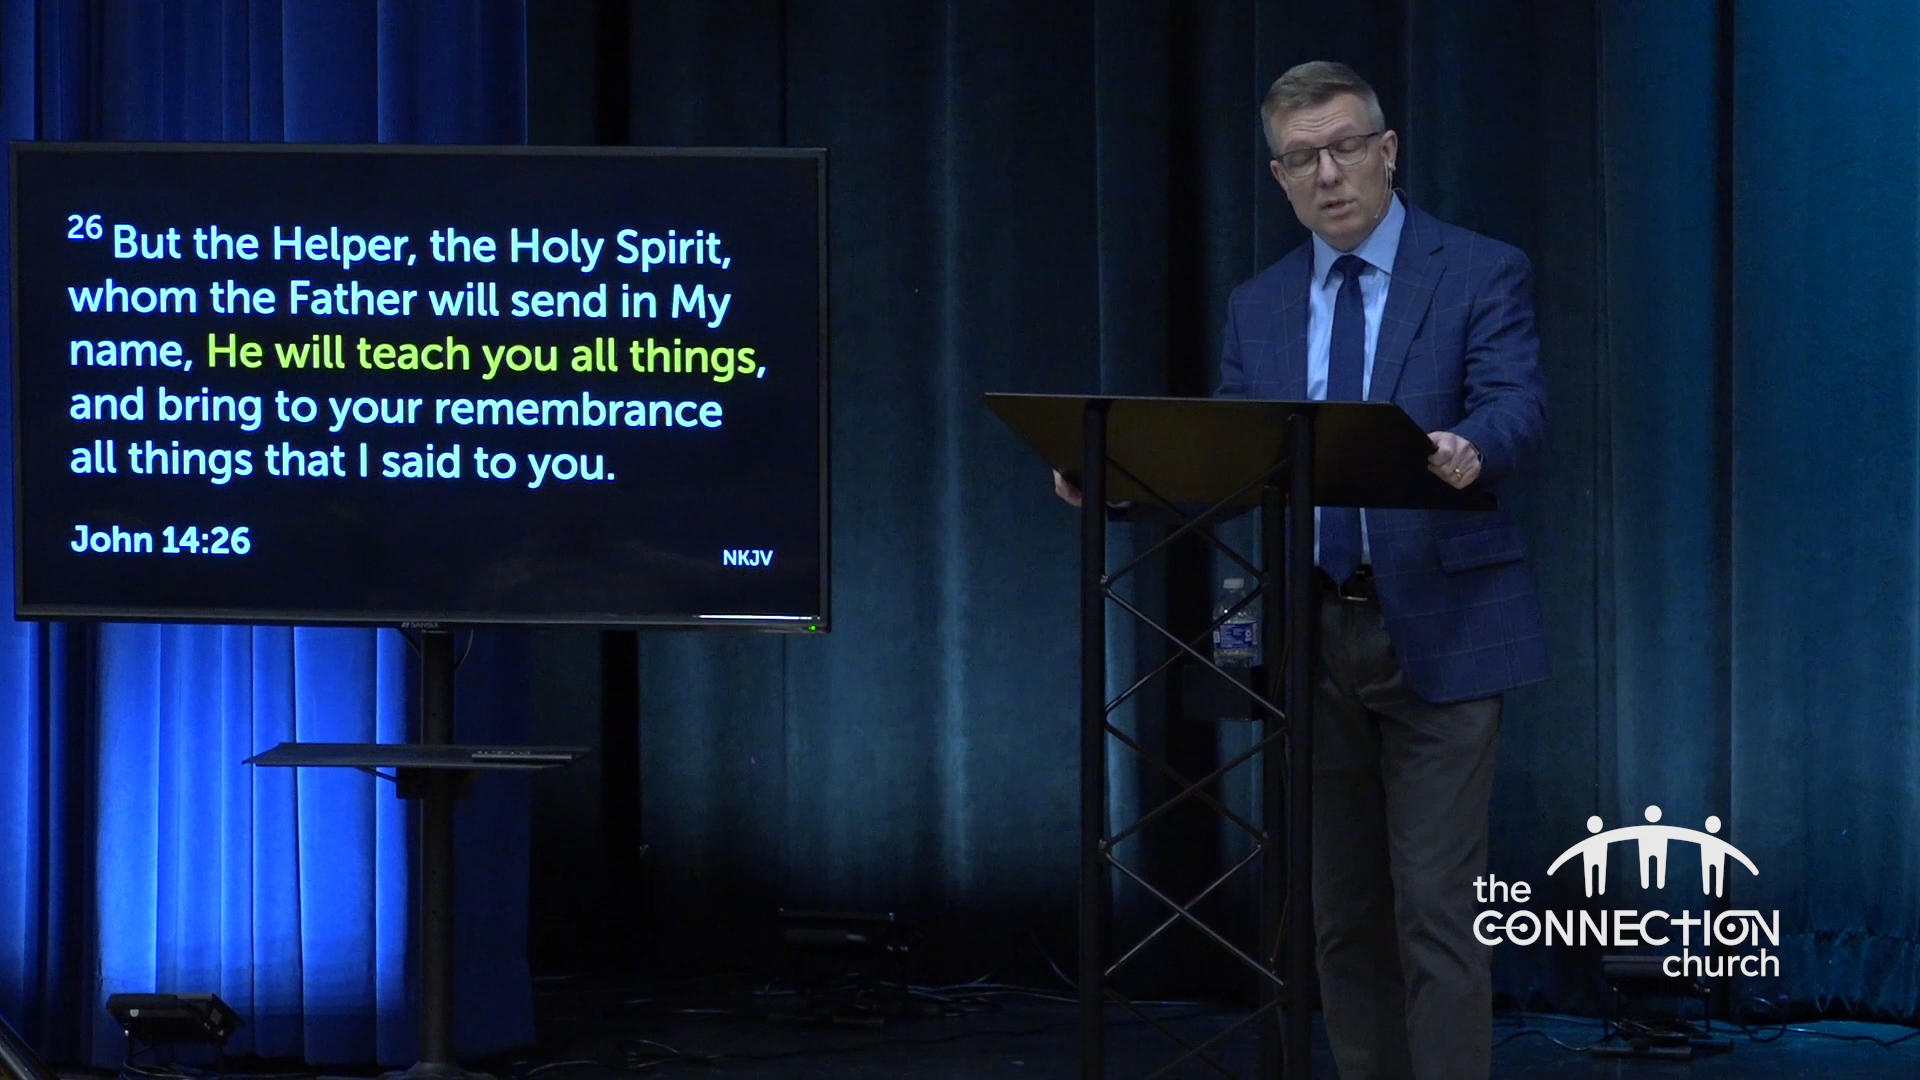 26 But the Helper, the Holy Spirit,
whom the Father will send in My
name, He will teach you all things,
and bring to your remembrance
all things that I said to you.
John 14:26
NKJV
SANSUI
the
CONNECTION
church